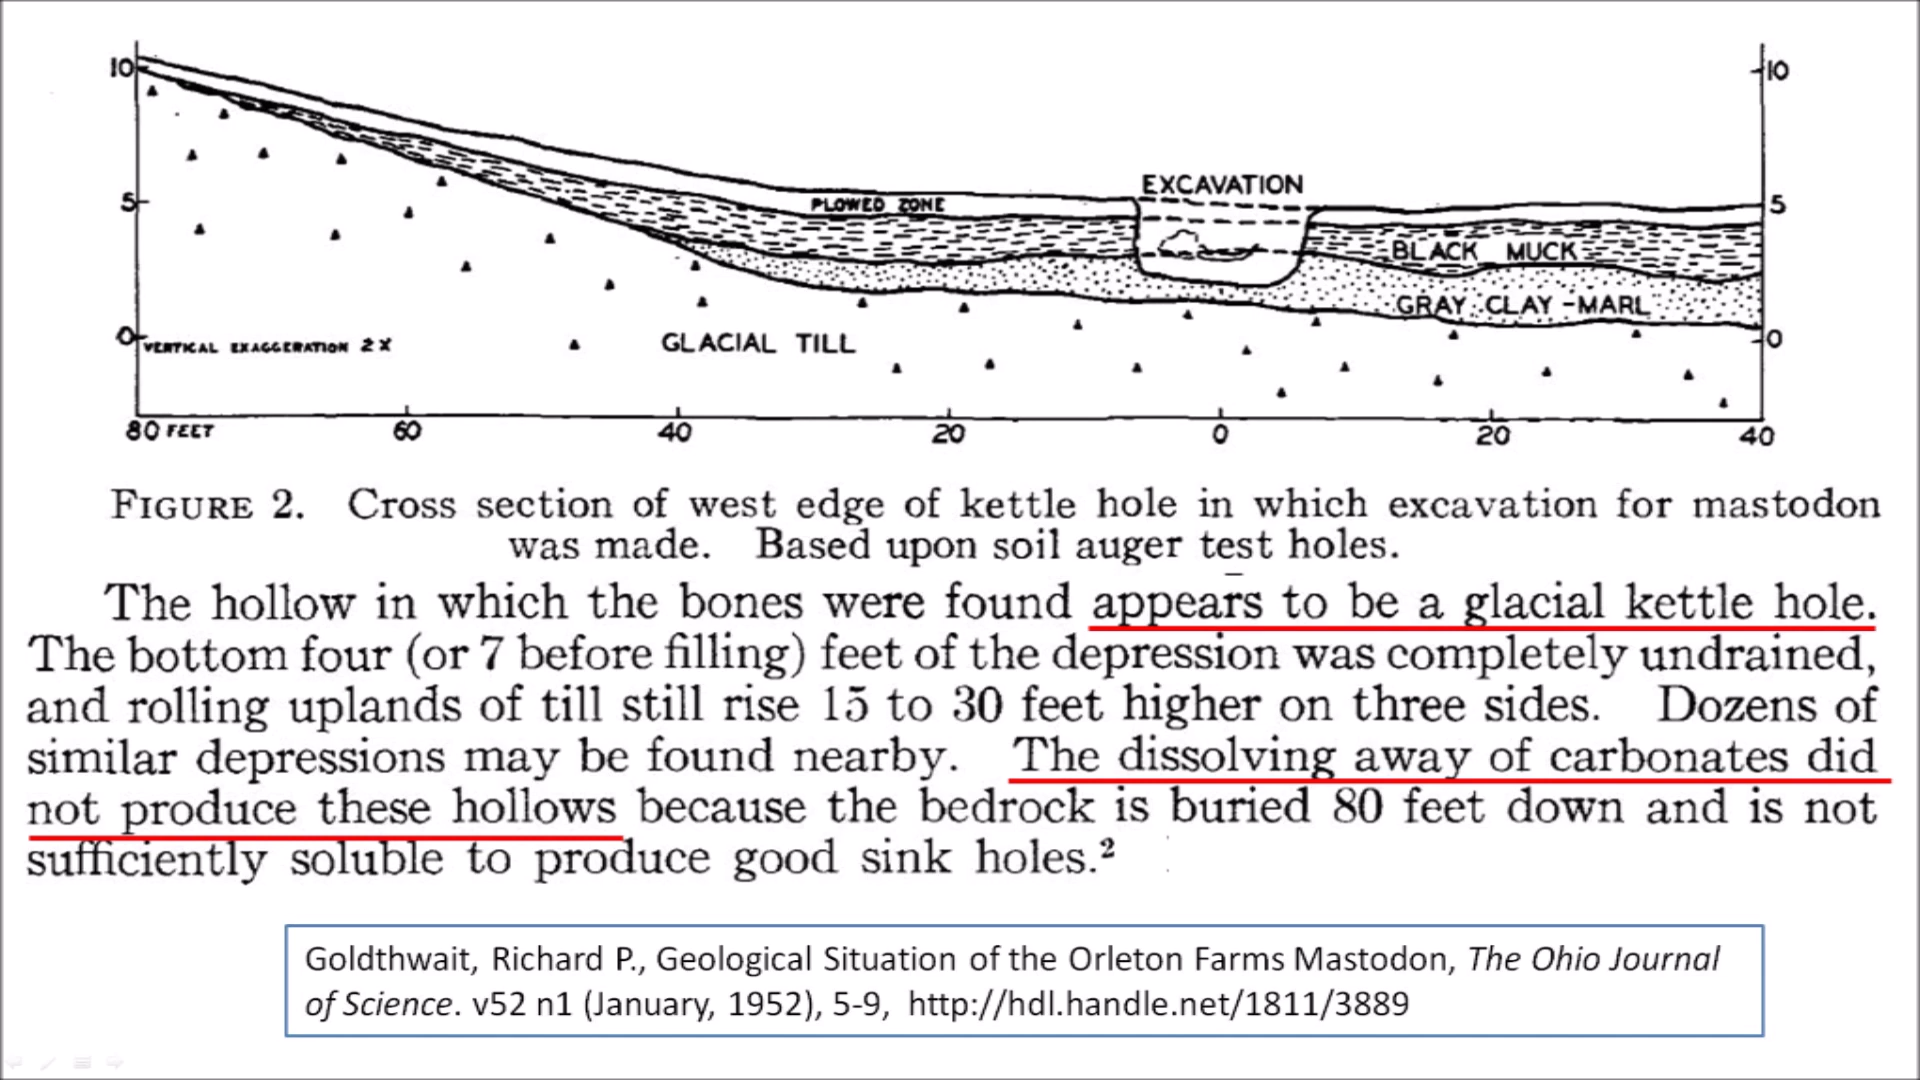 10
10
EXCAVATION
5
PLOWED ZONE
5
BLACK MUCK
GRAY CLAY-MARL
0
VERTICAL EXAGGERATION 2X
GLACIAL TILL
0
80 FEET 60 40 20 0 20 40
FIGURE 2. Cross section of west edge of kettle hole in which excavation for mastodon
was made. Based upon soil auger test holes.
The hollow in which the bones were found appears to be a glacial kettle hole.
The bottom four (or 7 before filling) feet of the depression was completely undrained,
and rolling uplands of till still rise 15 to 30 feet higher on three sides. Dozens of
similar depressions may be found nearby. The dissolving away of carbonates did
not produce these hollows because the bedrock is buried 80 feet down and is not
sufficiently soluble to produce good sink holes.²
Goldthwait, Richard P., Geological Situation of the Orleton Farms Mastodon, The Ohio Journal
of Science. v52 n1 (January, 1952), 5-9, http://hdl.handle.net/1811/3889